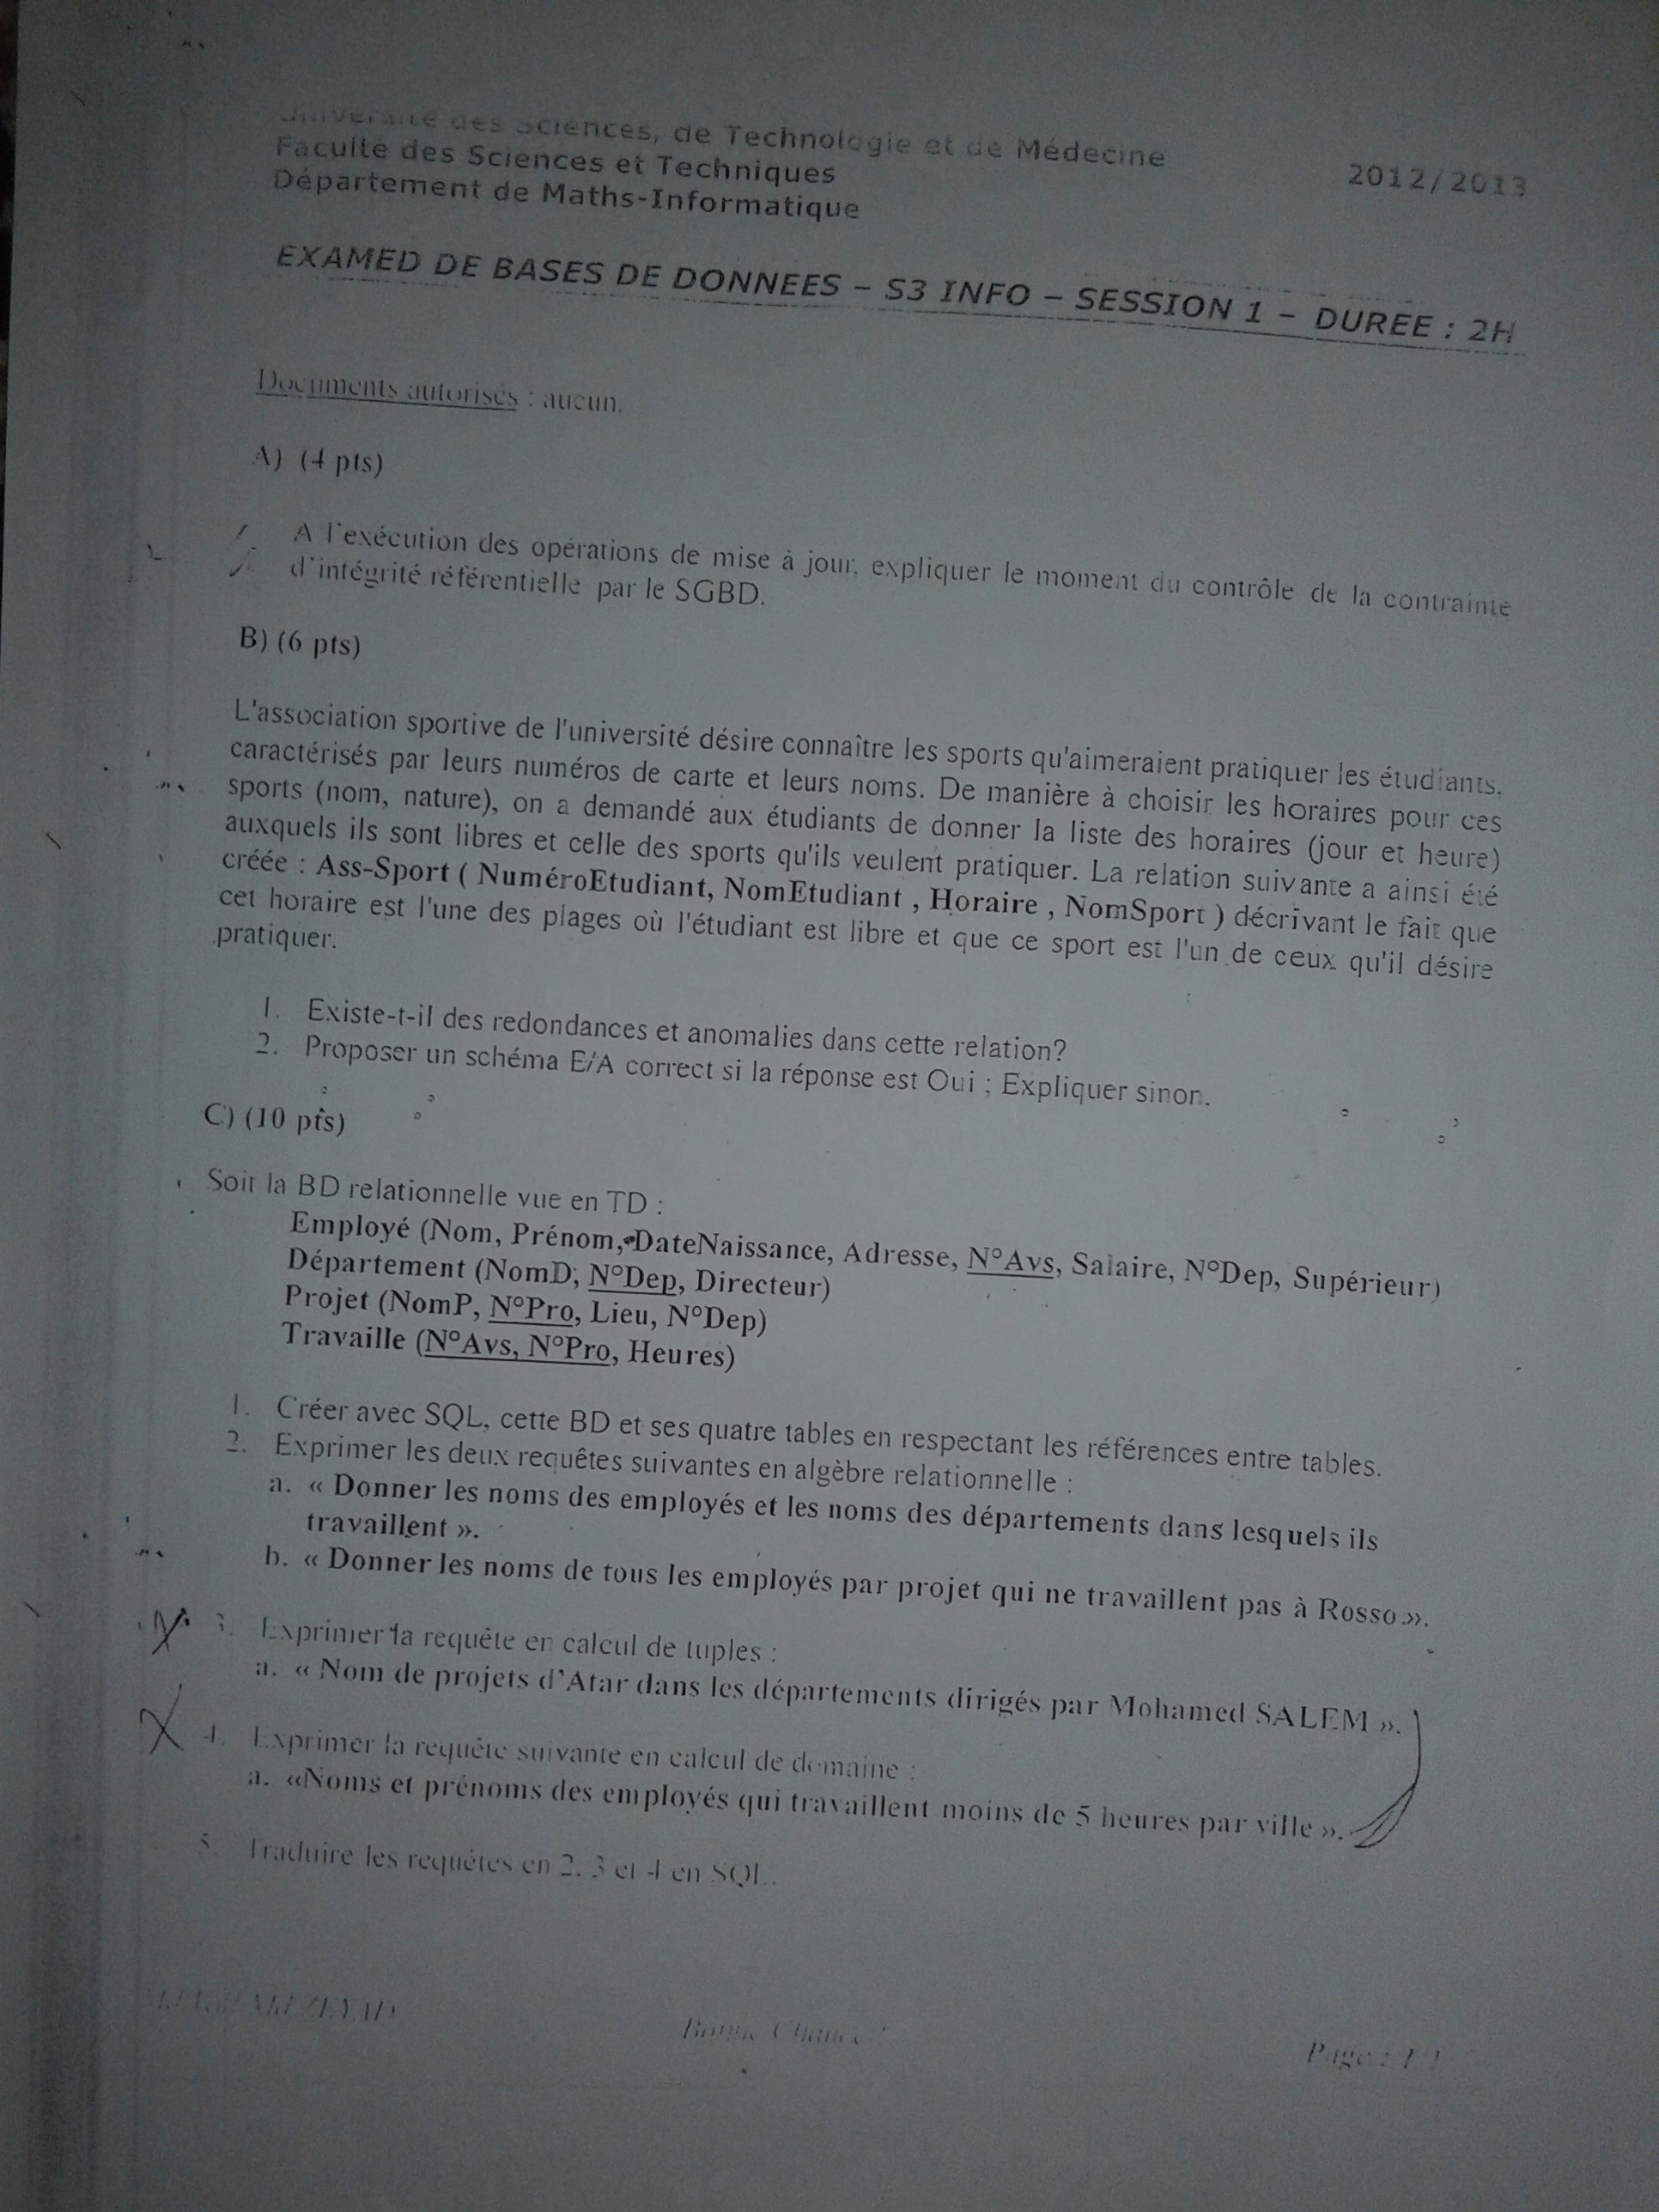 Université des Sciences, de Technologie et de Médecine
Faculté des Sciences et Techniques
Département de Maths-Informatique
2012/2013
EXAMED DE BASES DE DONNEES – S3 INFO – SESSION 1 – DUREE : 2H
Documents autorisés : aucun.
A) (4 pts)
A l'exécution des opérations de mise à jour, expliquer le moment du contrôle de la contrainte
d'intégrité référentielle par le SGBD.
B) (6 pts)
L'association sportive de l'université désire connaître les sports qu'aimeraient pratiquer les étudiants,
caractérisés par leurs numéros de carte et leurs noms. De manière à choisir les horaires pour ces
sports (nom, nature), on a demandé aux étudiants de donner la liste des horaires (jour et heure)
auxquels ils sont libres et celle des sports qu'ils veulent pratiquer. La relation suivante a ainsi été
créée : Ass-Sport ( NuméroEtudiant, NomEtudiant , Horaire , NomSport ) décrivant le fait que
cet horaire est l'une des plages où l'étudiant est libre et que ce sport est l'un de ceux qu'il désire
pratiquer.
1. Existe-t-il des redondances et anomalies dans cette relation?
2. Proposer un schéma E/A correct si la réponse est Oui ; Expliquer sinon.
C) (10 pts)
Soit la BD relationnelle vue en TD :
Employé (Nom, Prénom, DateNaissance, Adresse, N°Avs, Salaire, N°Dep, Supérieur)
Département (NomD, N°Dep, Directeur)
Projet (NomP, N°Pro, Lieu, N°Dep)
Travaille (N°Avs, N°Pro, Heures)
1. Créer avec SQL, cette BD et ses quatre tables en respectant les références entre tables.
2. Exprimer les deux requêtes suivantes en algèbre relationnelle :
a. « Donner les noms des employés et les noms des départements dans lesquels ils
travaillent ».
b. « Donner les noms de tous les employés par projet qui ne travaillent pas à Rosso ».
3. Exprimer la requête en calcul de tuples :
a. « Nom de projets d'Atar dans les départements dirigés par Mohamed SALEM ».
4. Exprimer la requête suivante en calcul de domaine :
a. «Noms et prénoms des employés qui travaillent moins de 5 heures par ville ».
5. Traduire les requêtes en 2, 3 et 4 en SQL.
Bonne Chance
Page :